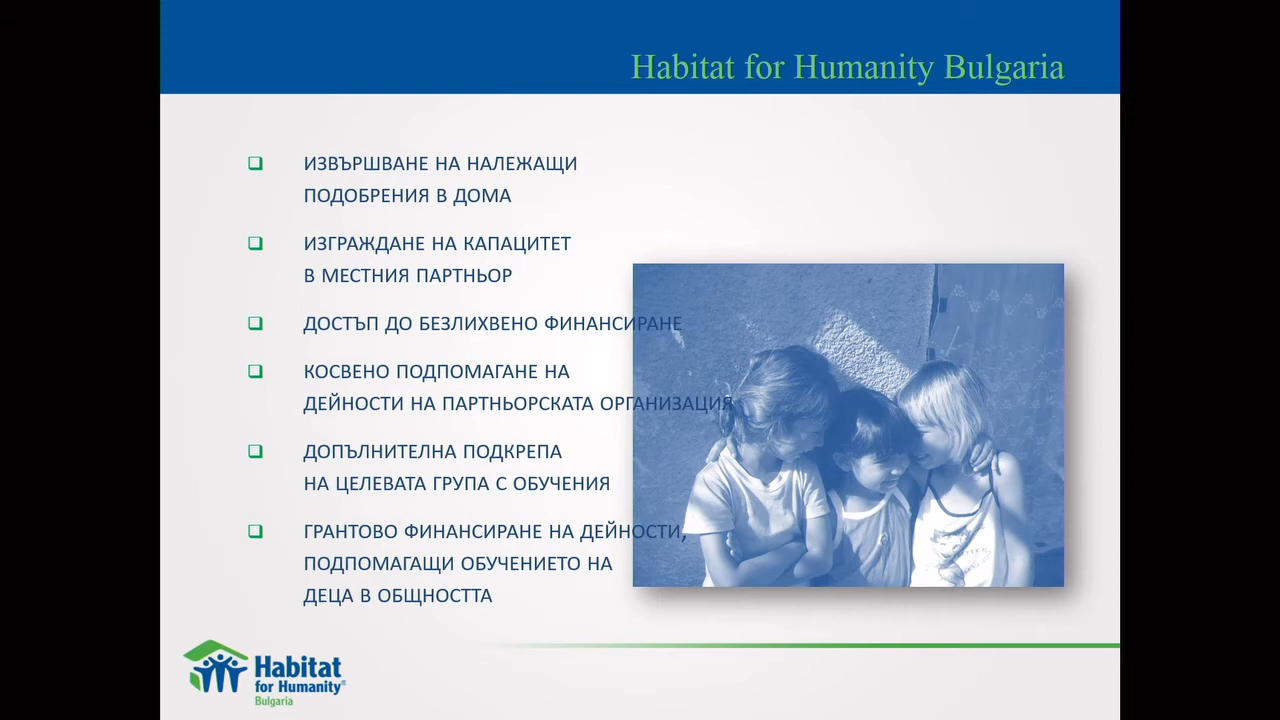 Habitat for Humanity Bulgaria
ИЗВЪРШВАНЕ НА НАЛЕЖАЩИ
ПОДОБРЕНИЯ В ДОМА
ИЗГРАЖДАНЕ НА КАПАЦИТЕТ
В МЕСТНИЯ ПАРТНЬОР
ДОСТЪП ДО БЕЗЛИХВЕНО ФИНАНСИРАНЕ
КОСВЕНО ПОДПОМАГАНЕ НА
ДЕЙНОСТИ НА ПАРТНЬОРСКАТА ОРГАНИЗАЦИЯ
ДОПЪЛНИТЕЛНА ПОДКРЕПА
НА ЦЕЛЕВАТА ГРУПА С ОБУЧЕНИЯ
ГРАНТОВО ФИНАНСИРАНЕ НА ДЕЙНОСТИ,
ПОДПОМАГАЩИ ОБУЧЕНИЕТО НА
ДЕЦА В ОБЩНОСТТА
Habitat
for Humanity®
Bulgaria